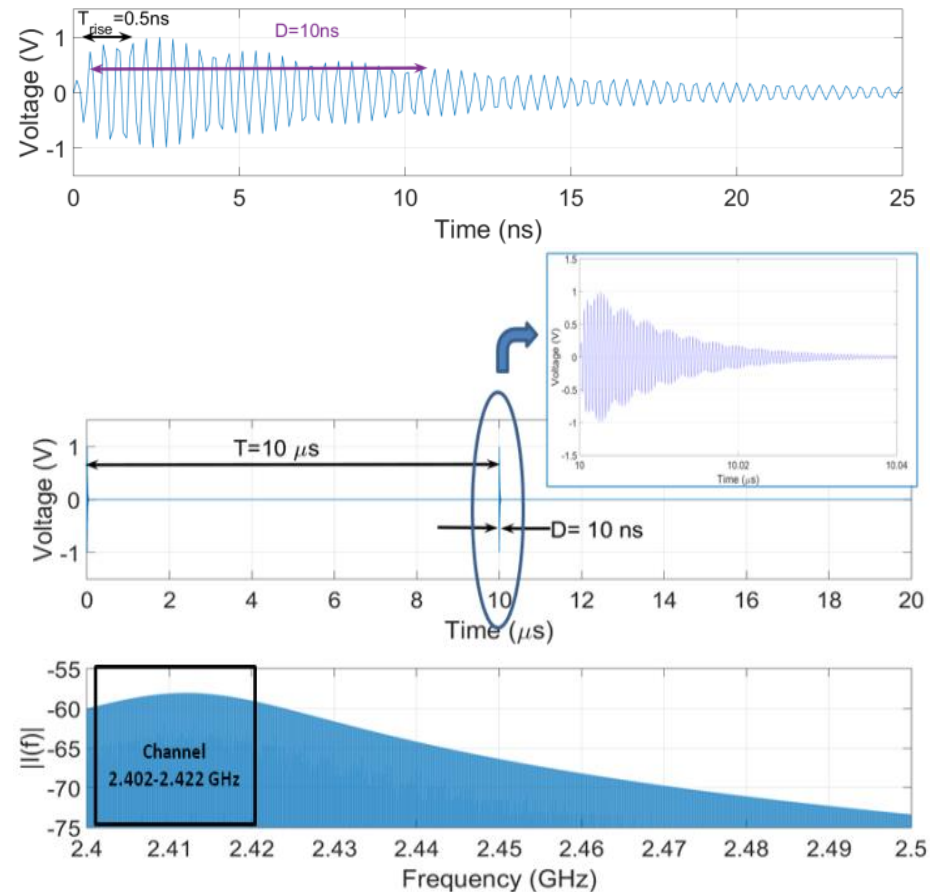 T_rise=0.5ns
D=10ns
1
0
-1
Voltage (V)
0 5 10 15 20 25
Time (ns)
1.5
1
0.5
0
-0.5
-1
-1.5
Voltage (V)
10 10.02 10.04
Time (μs)
T=10 μs
D= 10 ns
1
0
-1
Voltage (V)
0 2 4 6 8 10 12 14 16 18 20
Time (μs)
-55
-60
-65
-70
-75
|I(f)|
Channel
2.402-2.422 GHz
2.4 2.41 2.42 2.43 2.44 2.45 2.46 2.47 2.48 2.49 2.5
Frequency (GHz)